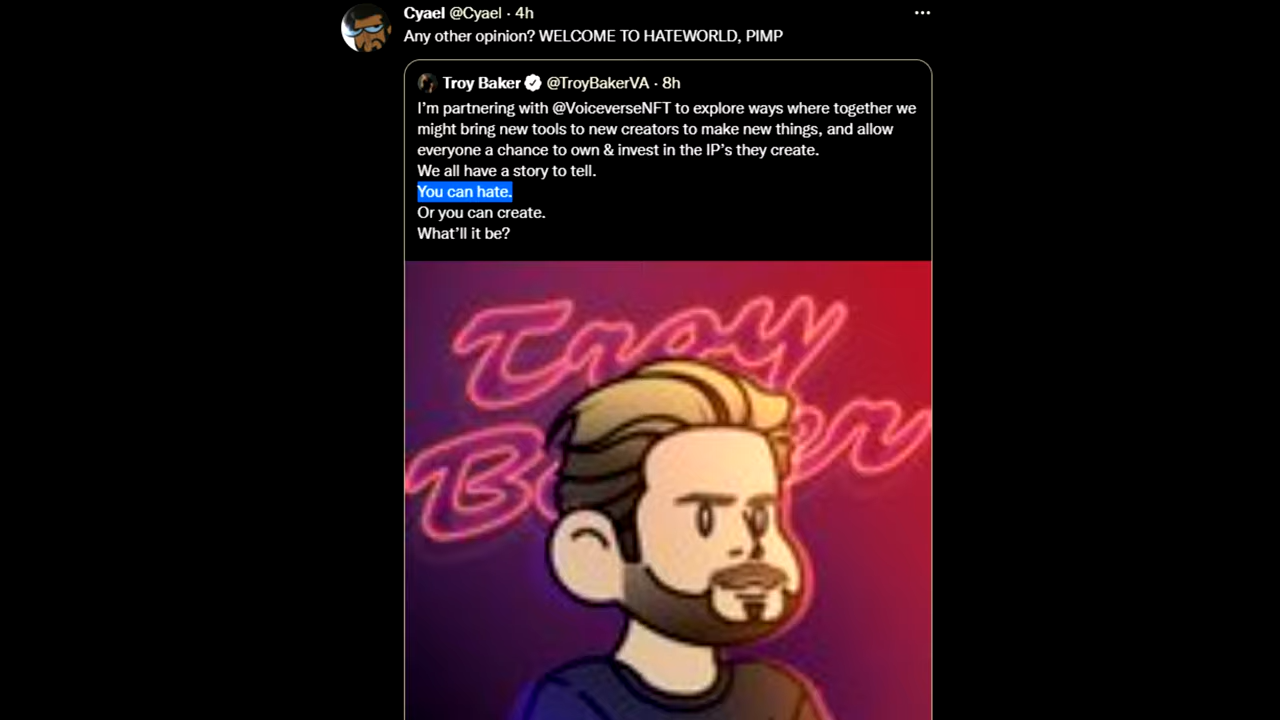 Cyael @Cyael · 4h
Any other opinion? WELCOME TO HATEWORLD, PIMP
Troy Baker @TroyBakerVA · 8h
I’m partnering with @VoiceverseNFT to explore ways where together we
might bring new tools to new creators to make new things, and allow
everyone a chance to own & invest in the IP’s they create.
We all have a story to tell.
You can hate.
Or you can create.
What’ll it be?
Troy